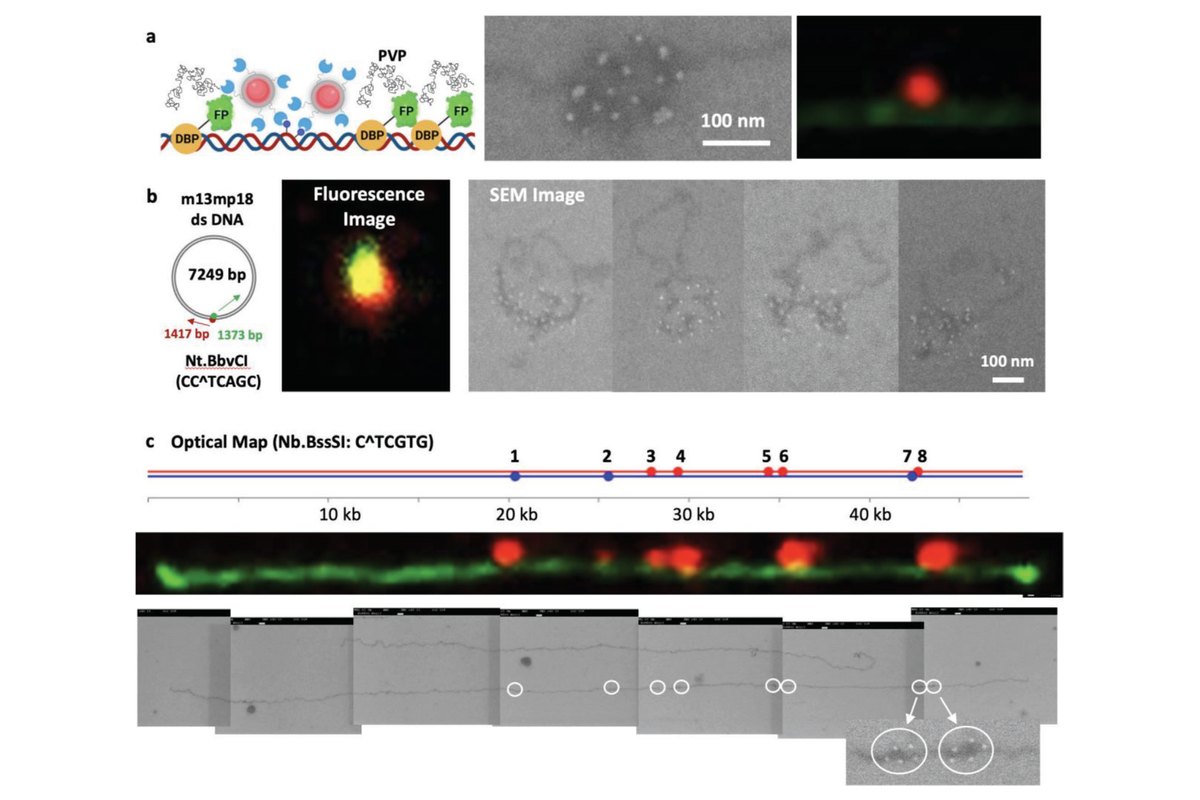 a
PVP
FP
FP
FP
DBP
DBP
DBP
100 nm
b
m13mp18
ds DNA
7249 bp
1417 bp 1373 bp
Nt.BbvCI
(CC^TCAGC)
Fluorescence
Image
SEM Image
100 nm
c Optical Map (Nb.BssSI: C^TCGTG)
1 2 3 4 5 6 7 8
10 kb 20 kb 30 kb 40 kb